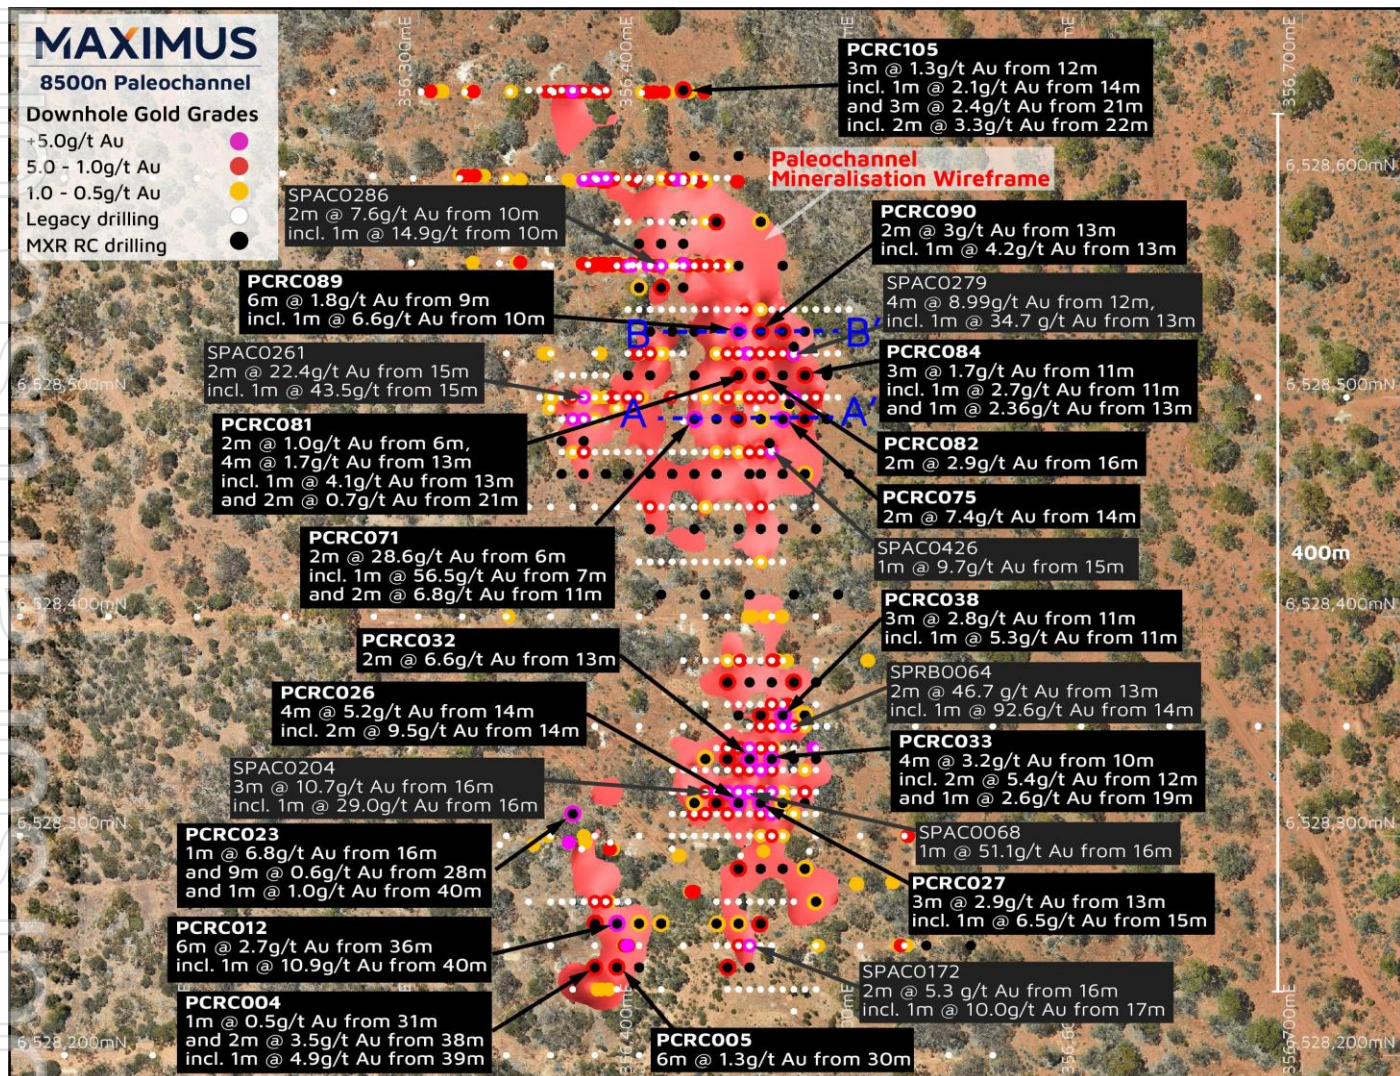 MAXIMUS
8500n Paleochannel
Downhole Gold Grades
+5.0g/t Au
5.0 - 1.0g/t Au
1.0 - 0.5g/t Au
Legacy drilling
MXR RC drilling
356,300mE
356,400mE
356,700mE
PCRC105
3m @ 1.3g/t Au from 12m
incl. 1m @ 2.1g/t Au from 14m
and 3m @ 2.4g/t Au from 21m
incl. 2m @ 3.3g/t Au from 22m
6,528,600mN
Paleochannel
Mineralisation Wireframe
SPAC0286
2m @ 7.6g/t Au from 10m
incl. 1m @ 14.9g/t from 10m
PCRC090
2m @ 3g/t Au from 13m
incl. 1m @ 4.2g/t Au from 13m
PCRC089
6m @ 1.8g/t Au from 9m
incl. 1m @ 6.6g/t Au from 10m
SPAC0279
4m @ 8.99g/t Au from 12m,
incl. 1m @ 34.7 g/t Au from 13m
B
B'
SPAC0261
2m @ 22.4g/t Au from 15m
incl. 1m @ 43.5g/t from 15m
PCRC084
3m @ 1.7g/t Au from 11m
incl. 1m @ 2.7g/t Au from 11m
and 1m @ 2.36g/t Au from 13m
6,528,500mN
6,528,500mN
A
A'
PCRC081
2m @ 1.0g/t Au from 6m,
4m @ 1.7g/t Au from 13m
incl. 1m @ 4.1g/t Au from 13m
and 2m @ 0.7g/t Au from 21m
PCRC082
2m @ 2.9g/t Au from 16m
PCRC075
2m @ 7.4g/t Au from 14m
PCRC071
2m @ 28.6g/t Au from 6m
incl. 1m @ 56.5g/t Au from 7m
and 2m @ 6.8g/t Au from 11m
SPAC0426
1m @ 9.7g/t Au from 15m
400m
6,528,400mN
6,528,400mN
PCRC038
3m @ 2.8g/t Au from 11m
incl. 1m @ 5.3g/t Au from 11m
PCRC032
2m @ 6.6g/t Au from 13m
SPRB0064
2m @ 46.7 g/t Au from 13m
incl. 1m @ 92.6g/t Au from 14m
PCRC026
4m @ 5.2g/t Au from 14m
incl. 2m @ 9.5g/t Au from 14m
PCRC033
4m @ 3.2g/t Au from 10m
incl. 2m @ 5.4g/t Au from 12m
and 1m @ 2.6g/t Au from 19m
SPAC0204
3m @ 10.7g/t Au from 16m
incl. 1m @ 29.0g/t Au from 16m
6,528,300mN
6,528,300mN
SPAC0068
1m @ 51.1g/t Au from 16m
PCRC023
1m @ 6.8g/t Au from 16m
and 9m @ 0.6g/t Au from 28m
and 1m @ 1.0g/t Au from 40m
PCRC027
3m @ 2.9g/t Au from 13m
incl. 1m @ 6.5g/t Au from 15m
PCRC012
6m @ 2.7g/t Au from 36m
incl. 1m @ 10.9g/t Au from 40m
SPAC0172
2m @ 5.3 g/t Au from 16m
incl. 1m @ 10.0g/t Au from 17m
PCRC004
1m @ 0.5g/t Au from 31m
and 2m @ 3.5g/t Au from 38m
incl. 1m @ 4.9g/t Au from 39m
PCRC005
6m @ 1.3g/t Au from 30m
6,528,200mN
6,528,200mN
356,400mE
356,700mE